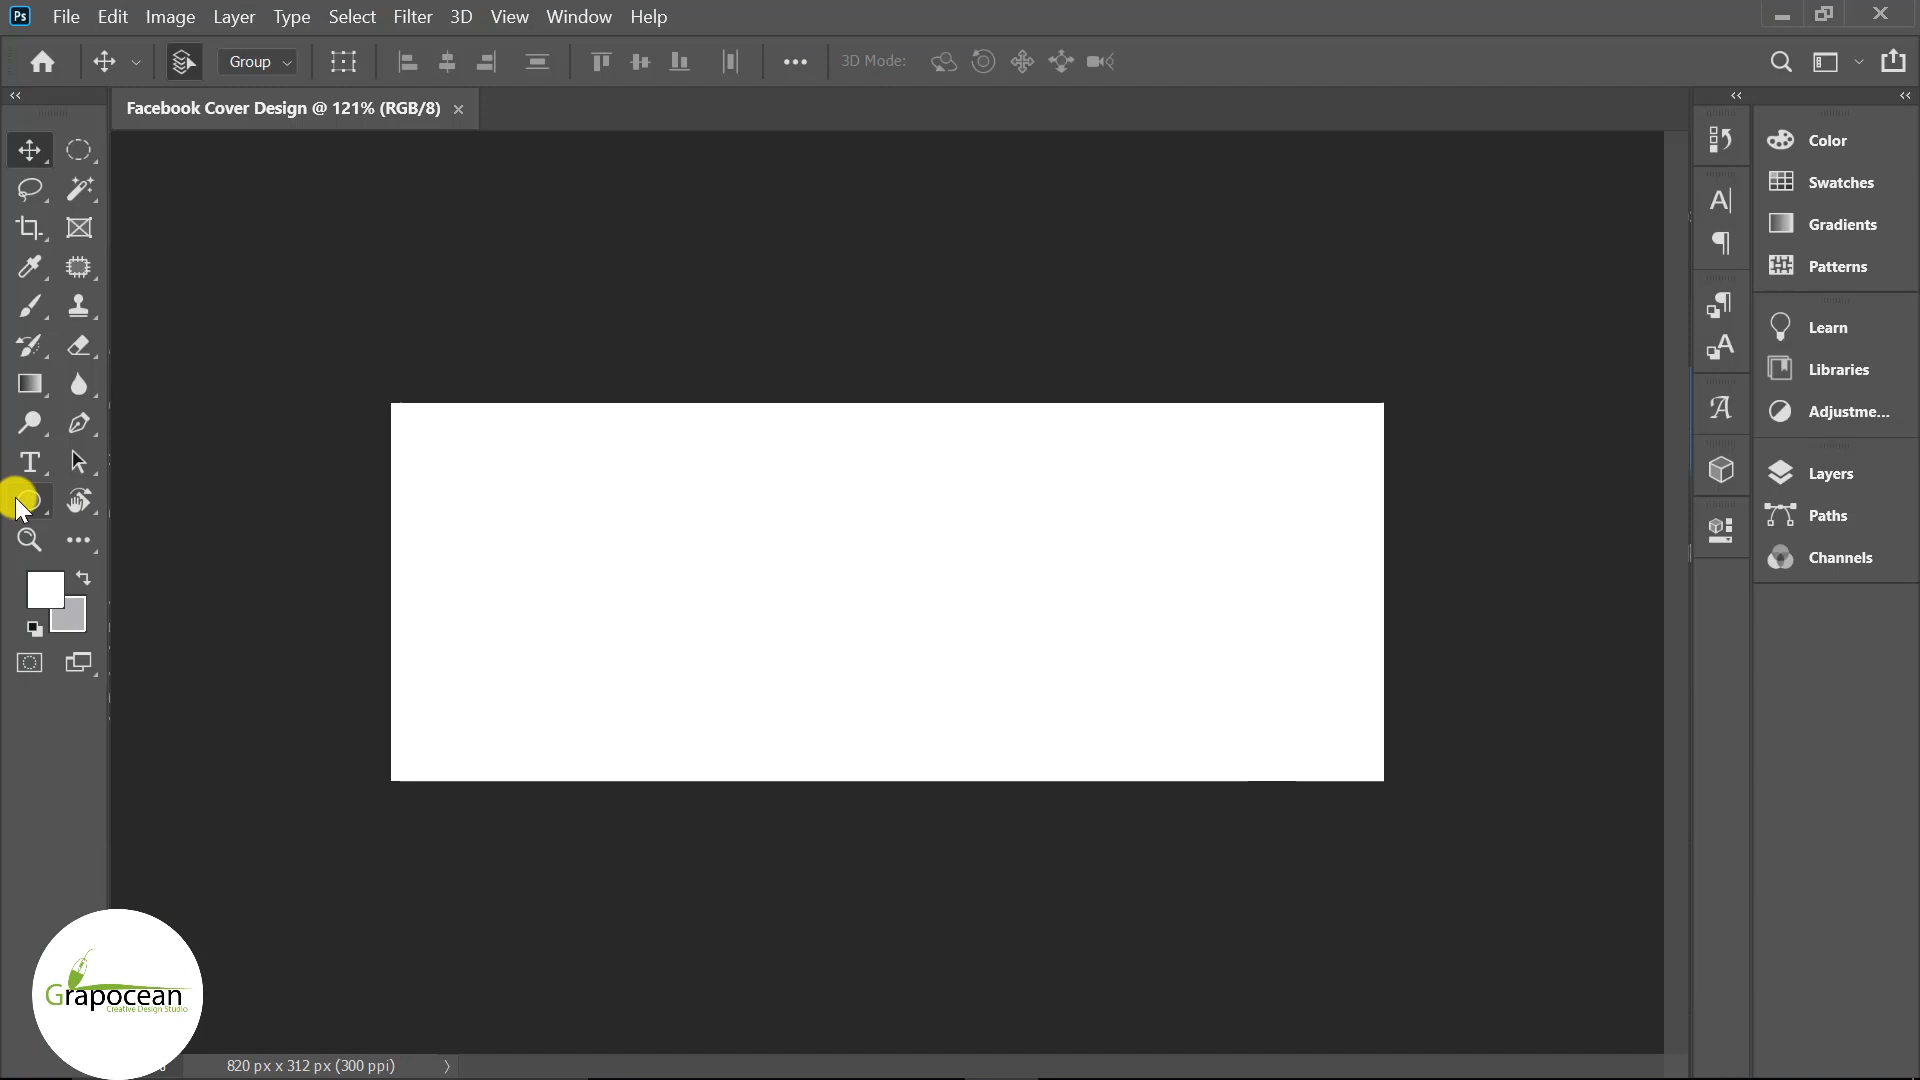 Ps File Edit Image Layer Type Select Filter 3D View Window Help
Group 3D Mode:
Facebook Cover Design @ 121% (RGB/8) ×
Color
Swatches
Gradients
Patterns
Learn
Libraries
Adjustme...
Layers
Paths
Channels
Grapocean
Creative Design Studio
820 px x 312 px (300 ppi)